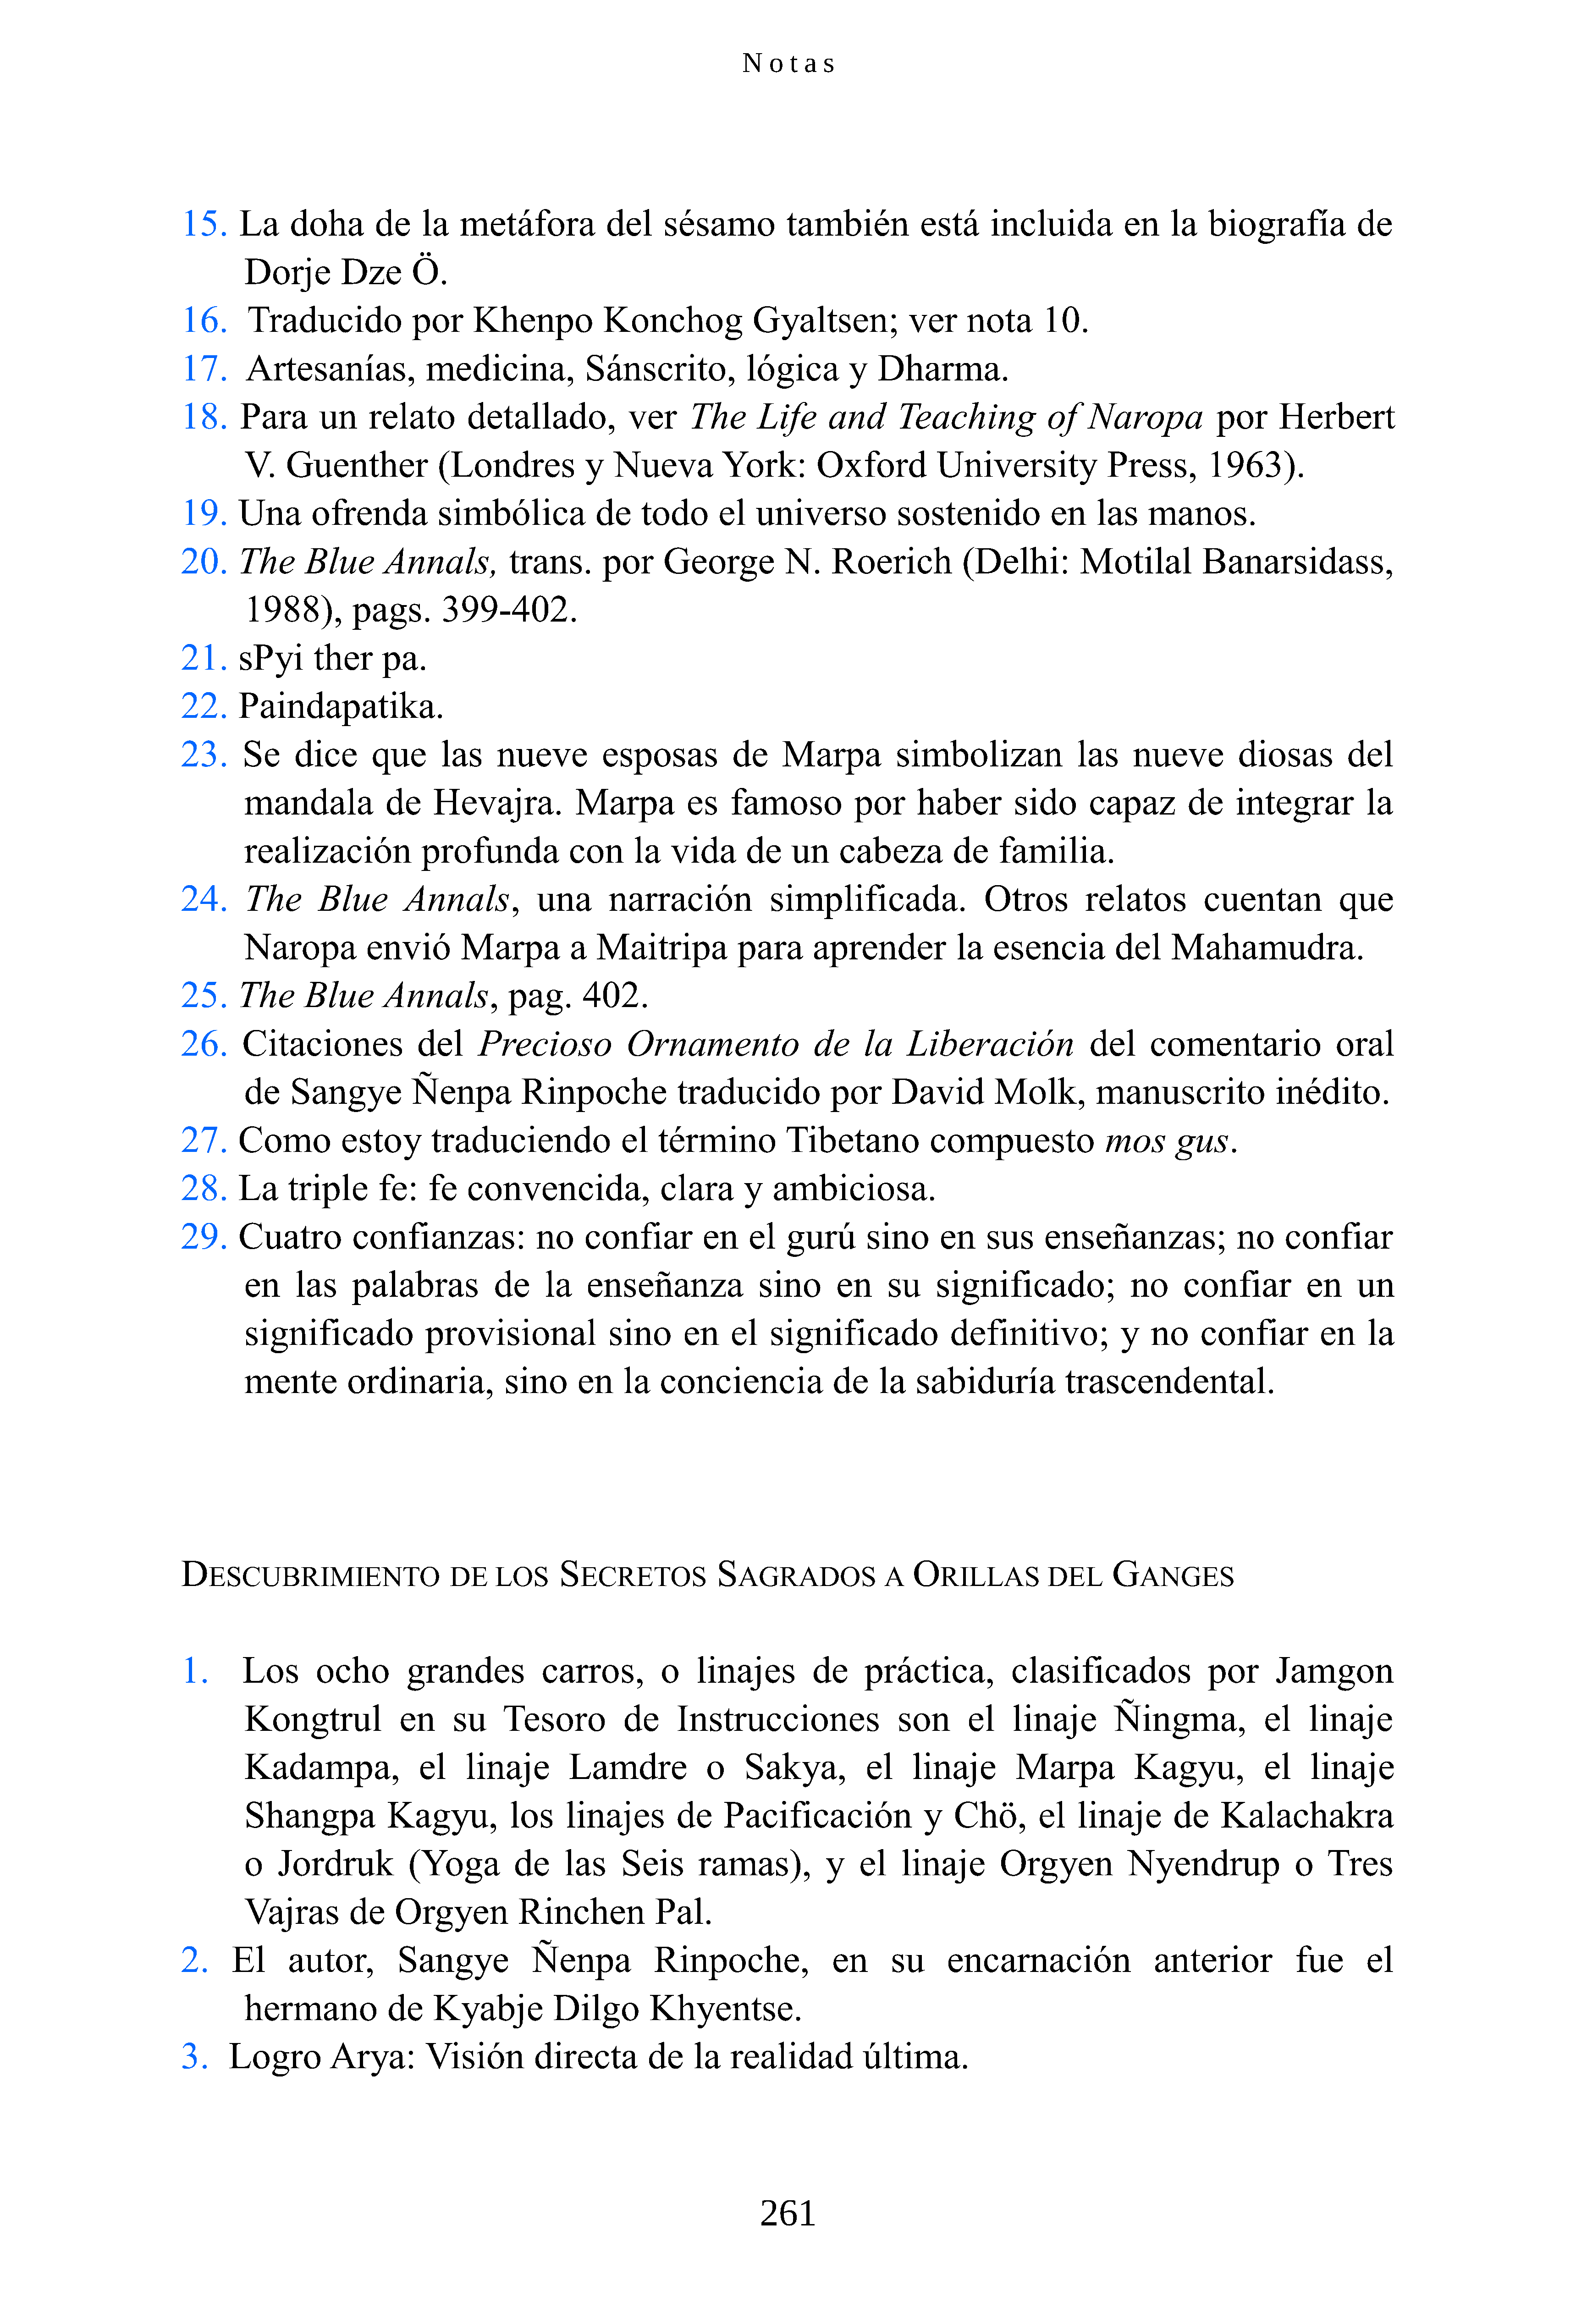 Notas
15. La doha de la metáfora del sésamo también está incluida en la biografía de
Dorje Dze Ö.
16. Traducido por Khenpo Konchog Gyaltsen; ver nota 10.
17. Artesanías, medicina, Sánscrito, lógica y Dharma.
18. Para un relato detallado, ver The Life and Teaching of Naropa por Herbert
V. Guenther (Londres y Nueva York: Oxford University Press, 1963).
19. Una ofrenda simbólica de todo el universo sostenido en las manos.
20. The Blue Annals, trans. por George N. Roerich (Delhi: Motilal Banarsidass,
1988), pags. 399-402.
21. sPyi ther pa.
22. Paindapatika.
23. Se dice que las nueve esposas de Marpa simbolizan las nueve diosas del
mandala de Hevajra. Marpa es famoso por haber sido capaz de integrar la
realización profunda con la vida de un cabeza de familia.
24. The Blue Annals, una narración simplificada. Otros relatos cuentan que
Naropa envió Marpa a Maitripa para aprender la esencia del Mahamudra.
25. The Blue Annals, pag. 402.
26. Citaciones del Precioso Ornamento de la Liberación del comentario oral
de Sangye Ñenpa Rinpoche traducido por David Molk, manuscrito inédito.
27. Como estoy traduciendo el término Tibetano compuesto mos gus.
28. La triple fe: fe convencida, clara y ambiciosa.
29. Cuatro confianzas: no confiar en el gurú sino en sus enseñanzas; no confiar
en las palabras de la enseñanza sino en su significado; no confiar en un
significado provisional sino en el significado definitivo; y no confiar en la
mente ordinaria, sino en la conciencia de la sabiduría trascendental.
DESCUBRIMIENTO DE LOS SECRETOS SAGRADOS A ORILLAS DEL GANGES
1. Los ocho grandes carros, o linajes de práctica, clasificados por Jamgon
Kongtrul en su Tesoro de Instrucciones son el linaje Ñingma, el linaje
Kadampa, el linaje Lamdre o Sakya, el linaje Marpa Kagyu, el linaje
Shangpa Kagyu, los linajes de Pacificación y Chö, el linaje de Kalachakra
o Jordruk (Yoga de las Seis ramas), y el linaje Orgyen Nyendrup o Tres
Vajras de Orgyen Rinchen Pal.
2. El autor, Sangye Ñenpa Rinpoche, en su encarnación anterior fue el
hermano de Kyabje Dilgo Khyentse.
3. Logro Arya: Visión directa de la realidad última.
261